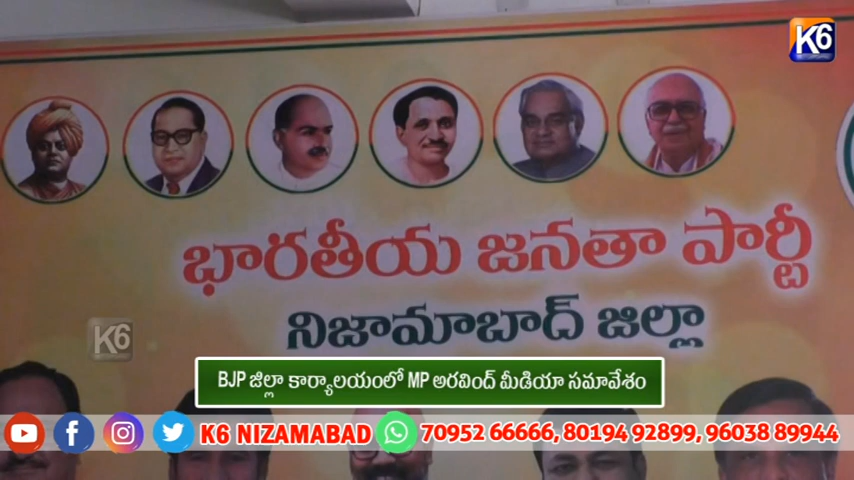 K6
భారతీయ జనతా పార్టీ
నిజామాబాద్ జిల్లా
K6
BJP జిల్లా కార్యాలయంలో MP అరవింద్ మీడియా సమావేశం
K6 NIZAMABAD 70952 66666, 80194 92899, 96038 89944